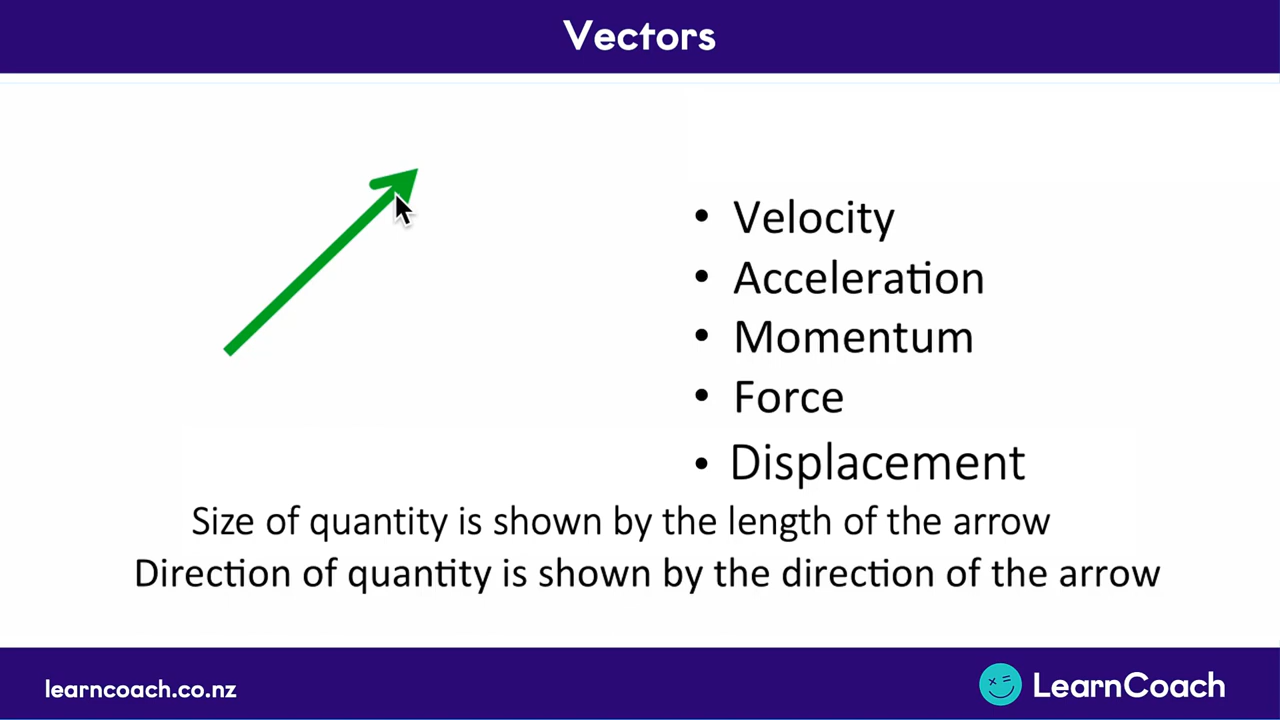 Vectors
• Velocity
• Acceleration
• Momentum
• Force
• Displacement
Size of quantity is shown by the length of the arrow
Direction of quantity is shown by the direction of the arrow
learncoach.co.nz
LearnCoach